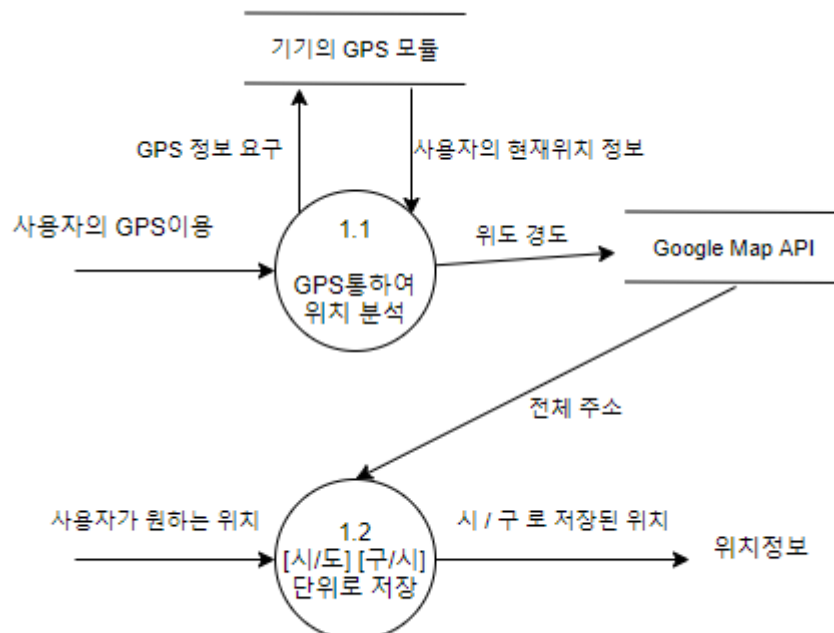 기기의 GPS 모듈
GPS 정보 요구
사용자의 현재위치 정보
사용자의 GPS이용
1.1
GPS통하여
위치 분석
위도 경도
Google Map API
전체 주소
사용자가 원하는 위치
1.2
[시/도] [구/시]
단위로 저장
시 / 구 로 저장된 위치
위치정보